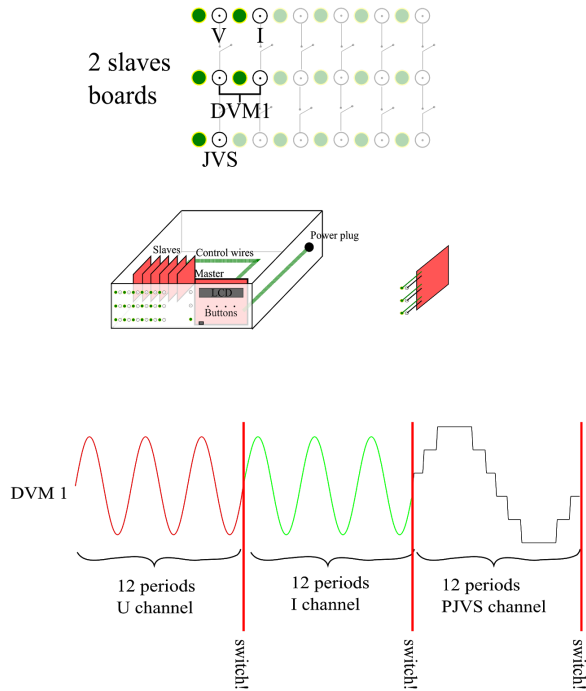 V I
2 slaves
boards
DVM1
JVS
Slaves
Control wires
Power plug
Master
LCD
Buttons
DVM 1
12 periods
U channel
12 periods
I channel
12 periods
PJVS channel
switch!
switch!
switch!